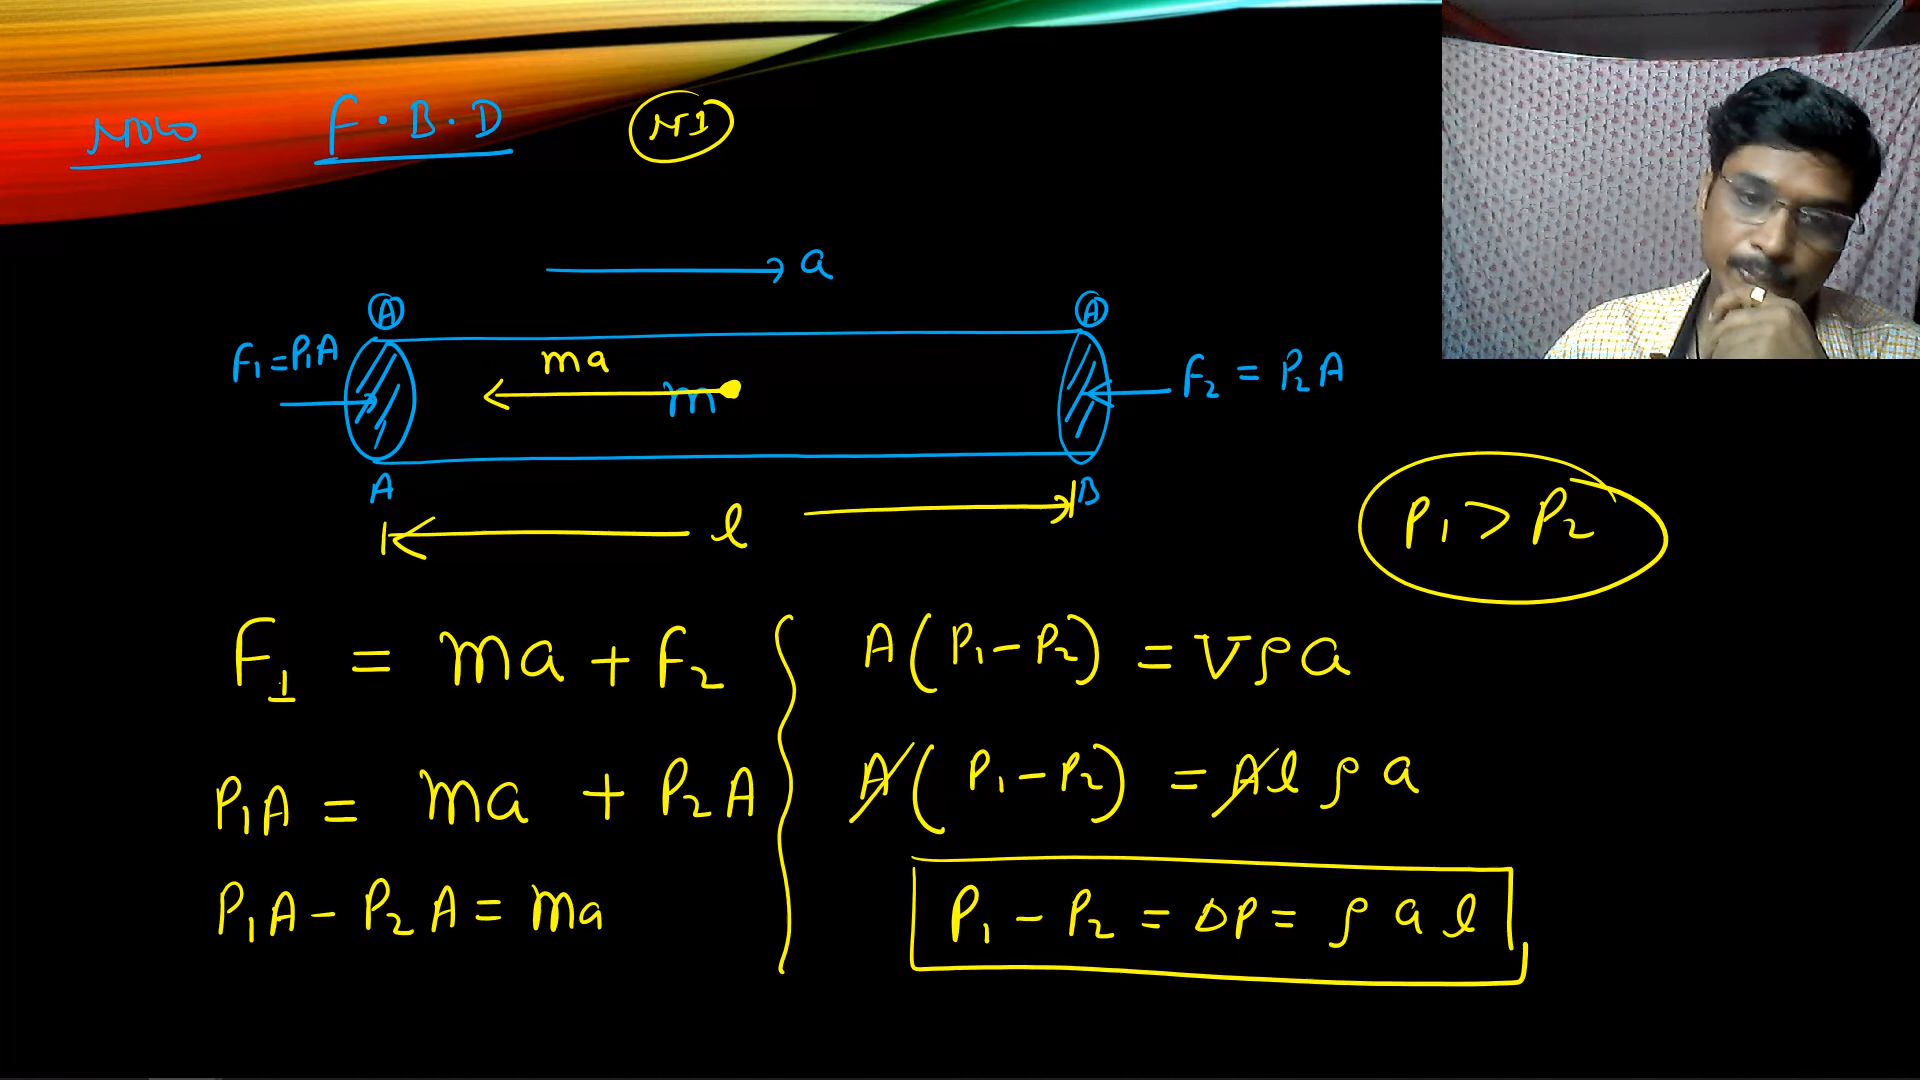 Now F.B.D
a
A A
F₁=P₁A ma m F₂ = P₂A
A B
l
P₁ > P₂
F₁ = ma + F₂
P₁A = ma + P₂A
P₁A - P₂A = ma
A(P₁-P₂) = Vρa
A(P₁-P₂) = Alρa
P₁ - P₂ = ΔP = ρ a l